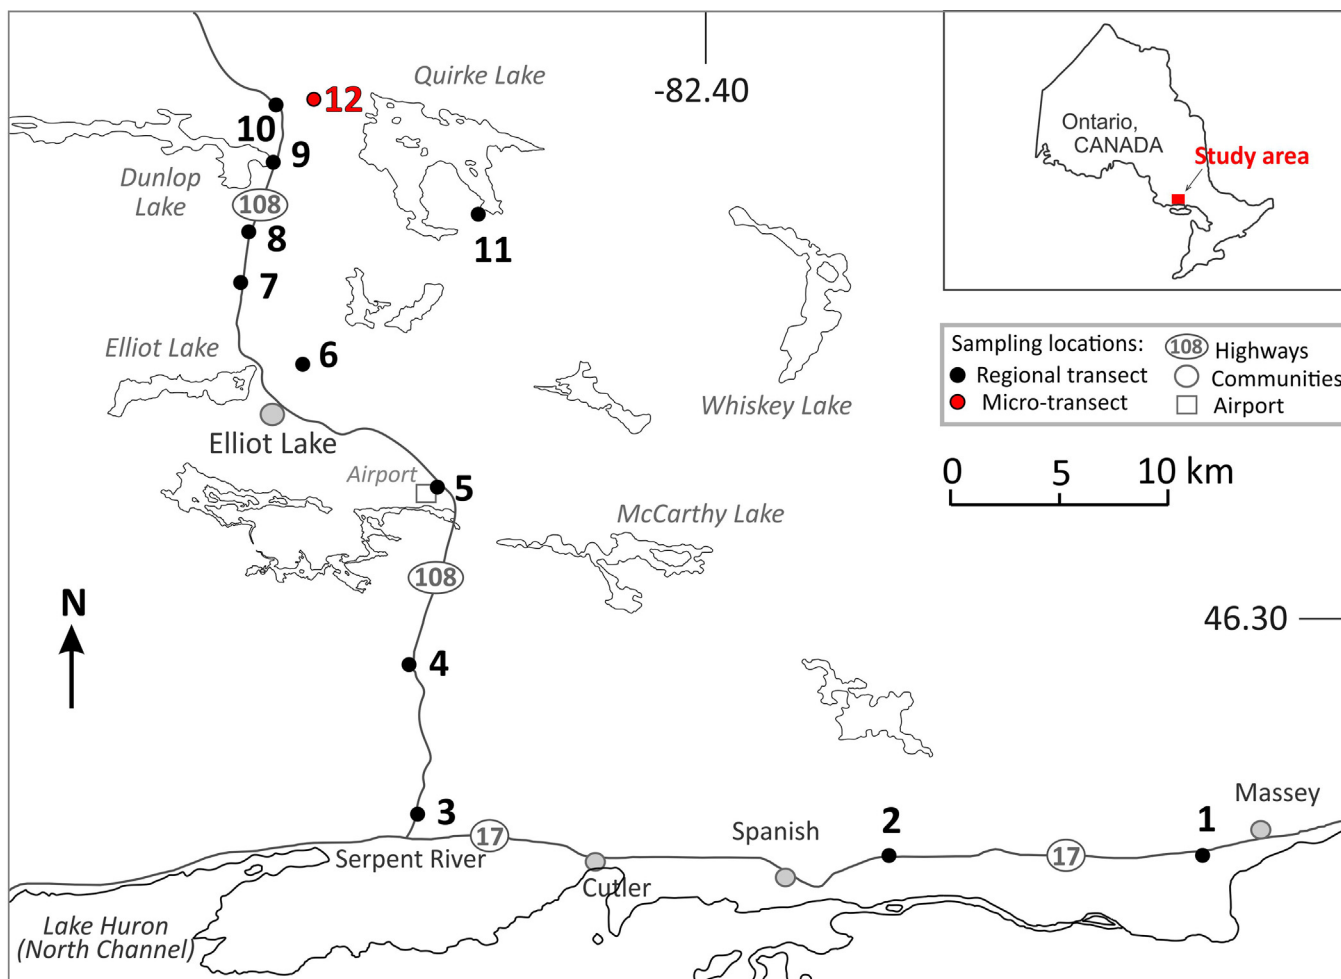 Quirke Lake
-82.40
12
10
9
Dunlop
Lake
108
8
11
7
Elliot Lake
6
Whiskey Lake
Elliot Lake
Airport
5
McCarthy Lake
108
N
46.30
4
3
17
Serpent River
Cutler
Spanish
2
17
1
Massey
Lake Huron
(North Channel)
Ontario,
CANADA
Study area
Sampling locations:
Regional transect
Micro-transect
108 Highways
Communities
Airport
0 5 10 km